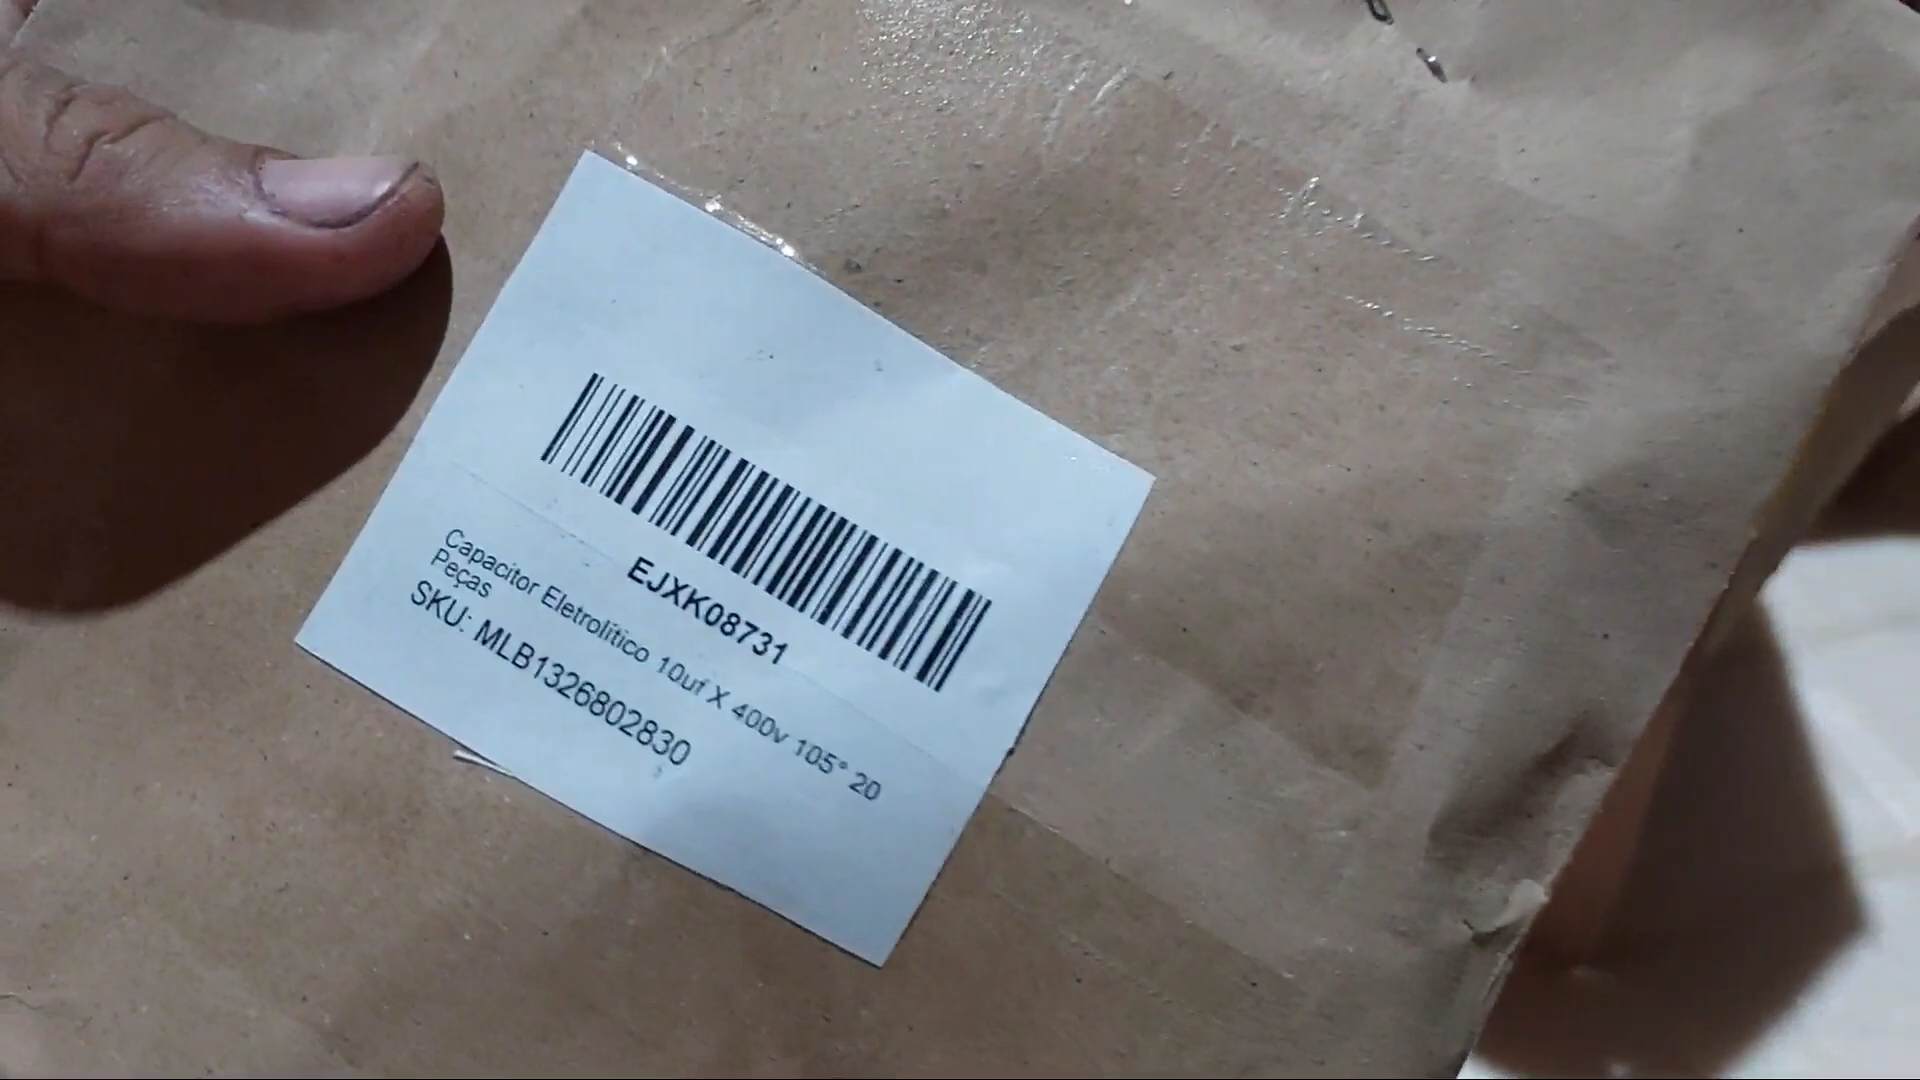 EJXK08731
Capacitor Eletrolítico 10uf X 400v 105° 20
Peças
SKU: MLB1326802830